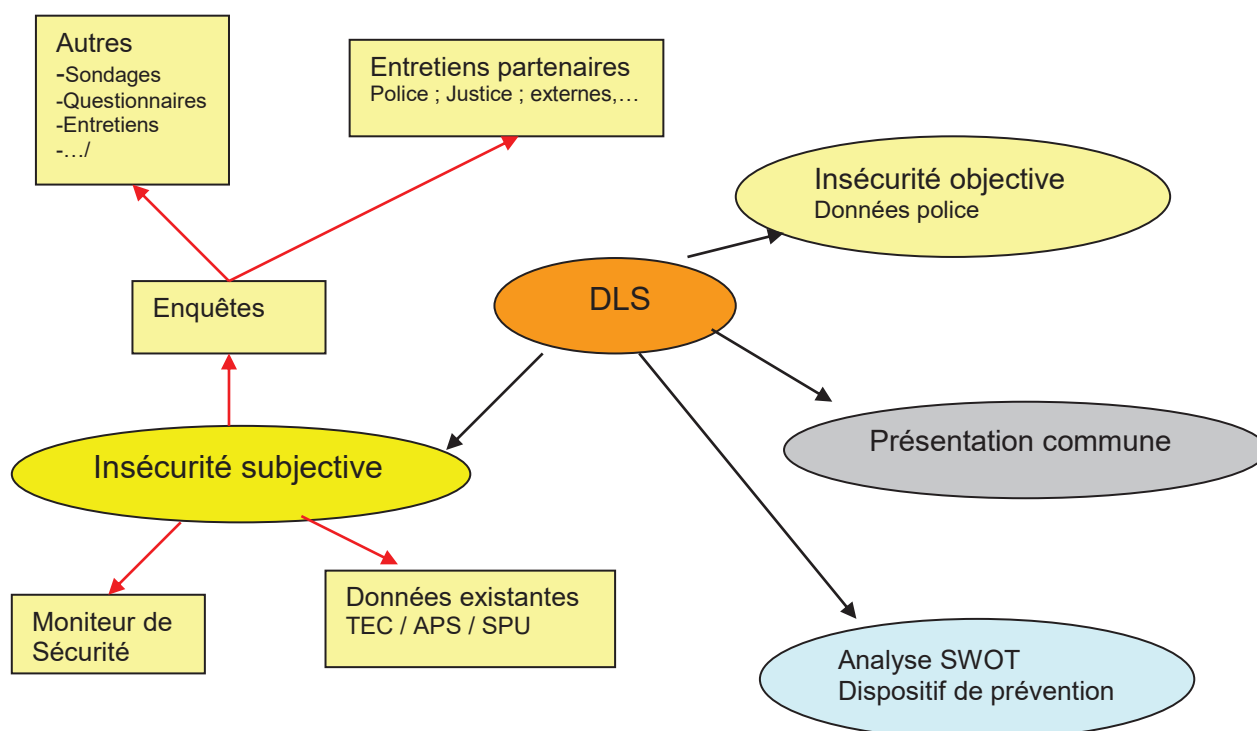 Autres
-Sondages
-Questionnaires
-Entretiens
-…/
Entretiens partenaires
Police ; Justice ; externes,…
Insécurité objective
Données police
DLS
Enquêtes
Présentation commune
Insécurité subjective
Données existantes
TEC / APS / SPU
Moniteur de
Sécurité
Analyse SWOT
Dispositif de prévention